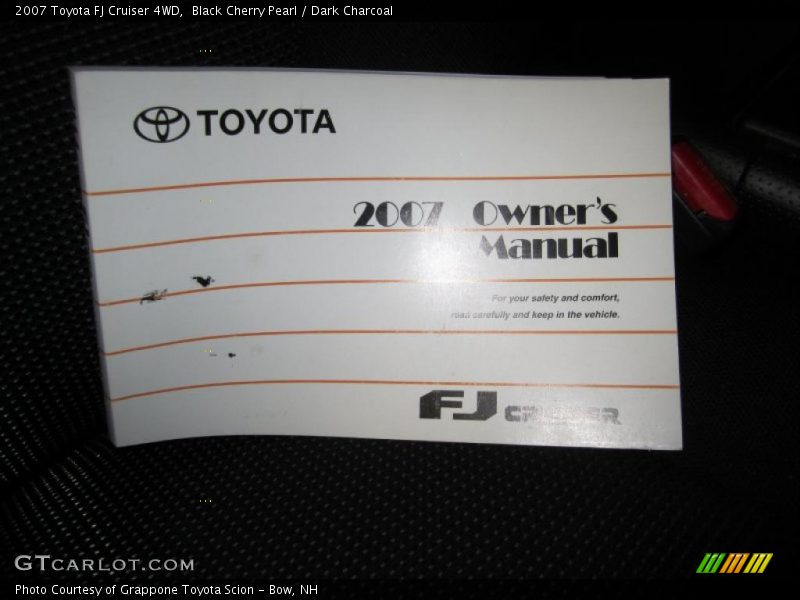 2007 Toyota FJ Cruiser 4WD, Black Cherry Pearl / Dark Charcoal
TOYOTA
2007 Owner's
Manual
For your safety and comfort,
read carefully and keep in the vehicle.
FJ CRUISER
GTCARLOT.COM
Photo Courtesy of Grappone Toyota Scion - Bow, NH